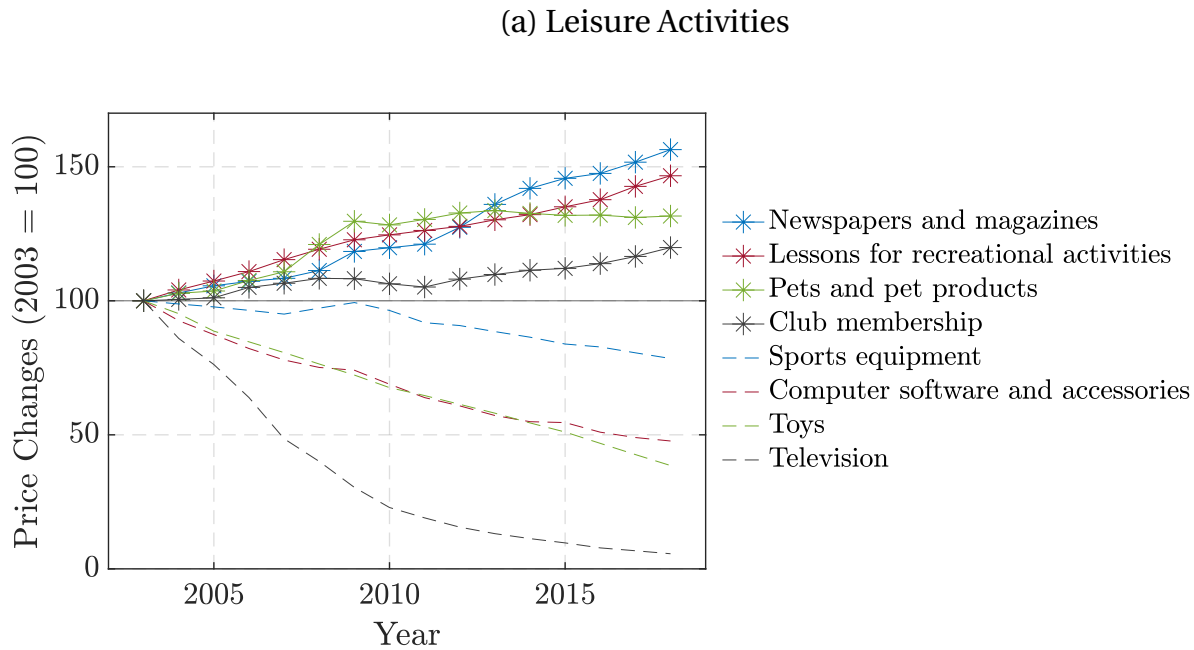 (a) Leisure Activities
Price Changes (2003 = 100)
150
100
50
0
2005 2010 2015
Year
Newspapers and magazines
Lessons for recreational activities
Pets and pet products
Club membership
Sports equipment
Computer software and accessories
Toys
Television